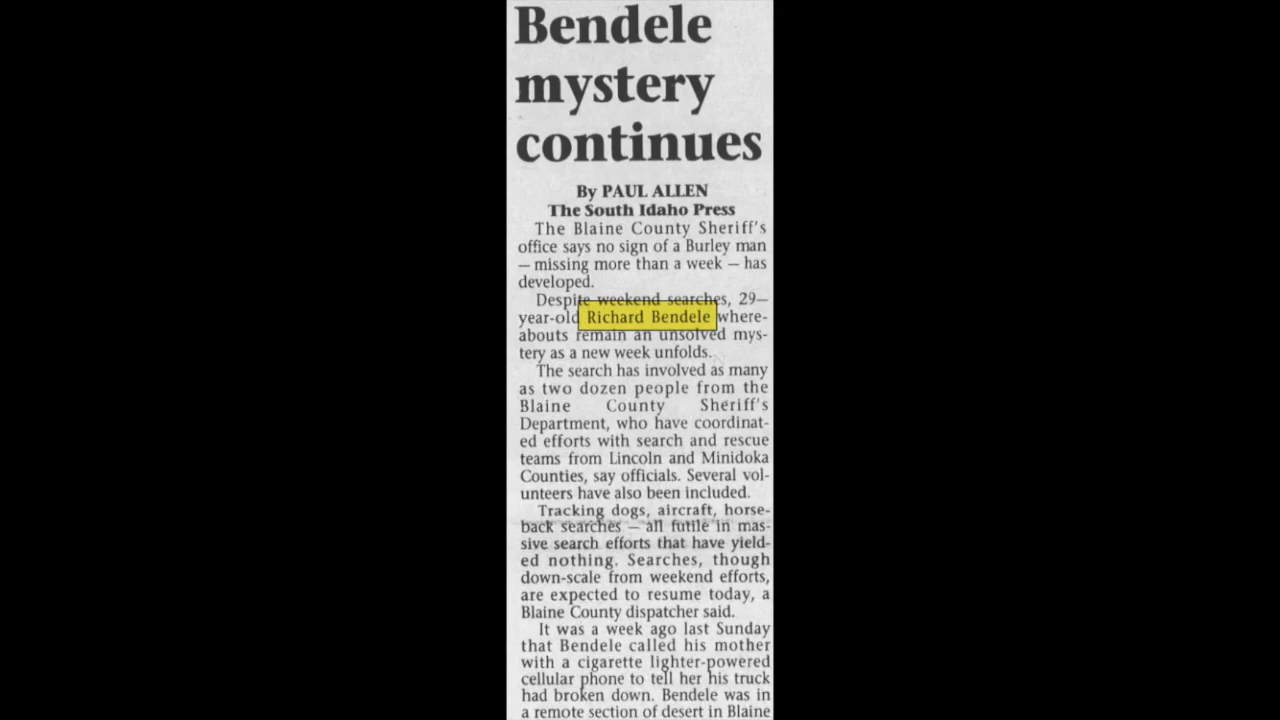 Bendele
mystery
continues
By PAUL ALLEN
The South Idaho Press
The Blaine County Sheriff's
office says no sign of a Burley man
— missing more than a week — has
developed.
Despite weekend searches, 29—
year-old Richard Bendele where-
abouts remain an unsolved mys-
tery as a new week unfolds.
The search has involved as many
as two dozen people from the
Blaine County Sheriff's
Department, who have coordinat-
ed efforts with search and rescue
teams from Lincoln and Minidoka
Counties, say officials. Several vol-
unteers have also been included.
Tracking dogs, aircraft, horse-
back searches — all futile in mas-
sive search efforts that have yield-
ed nothing. Searches, though
down-scale from weekend efforts,
are expected to resume today, a
Blaine County dispatcher said.
It was a week ago last Sunday
that Bendele called his mother
with a cigarette lighter-powered
cellular phone to tell her his truck
had broken down. Bendele was in
a remote section of desert in Blaine